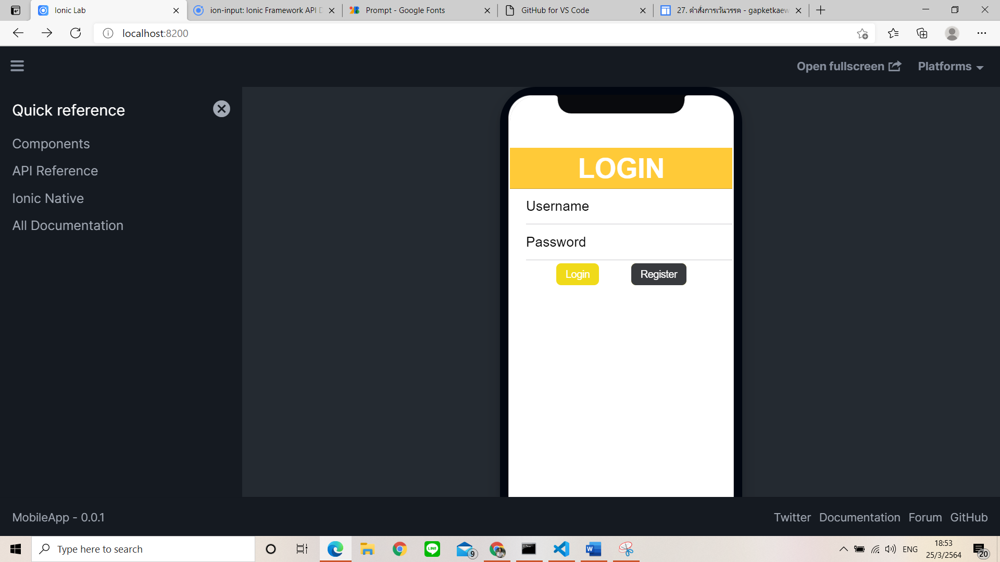 Ionic Lab
ion-input: Ionic Framework API D
Prompt - Google Fonts
GitHub for VS Code
27. คำสั่งการเว้นวรรค - gapketkaew
localhost:8200
Open fullscreen
Platforms
Quick reference
Components
API Reference
Ionic Native
All Documentation
LOGIN
Username
Password
Login
Register
MobileApp - 0.0.1
Twitter Documentation Forum GitHub
Type here to search
LINE
9
ENG
18:53
25/3/2564
20